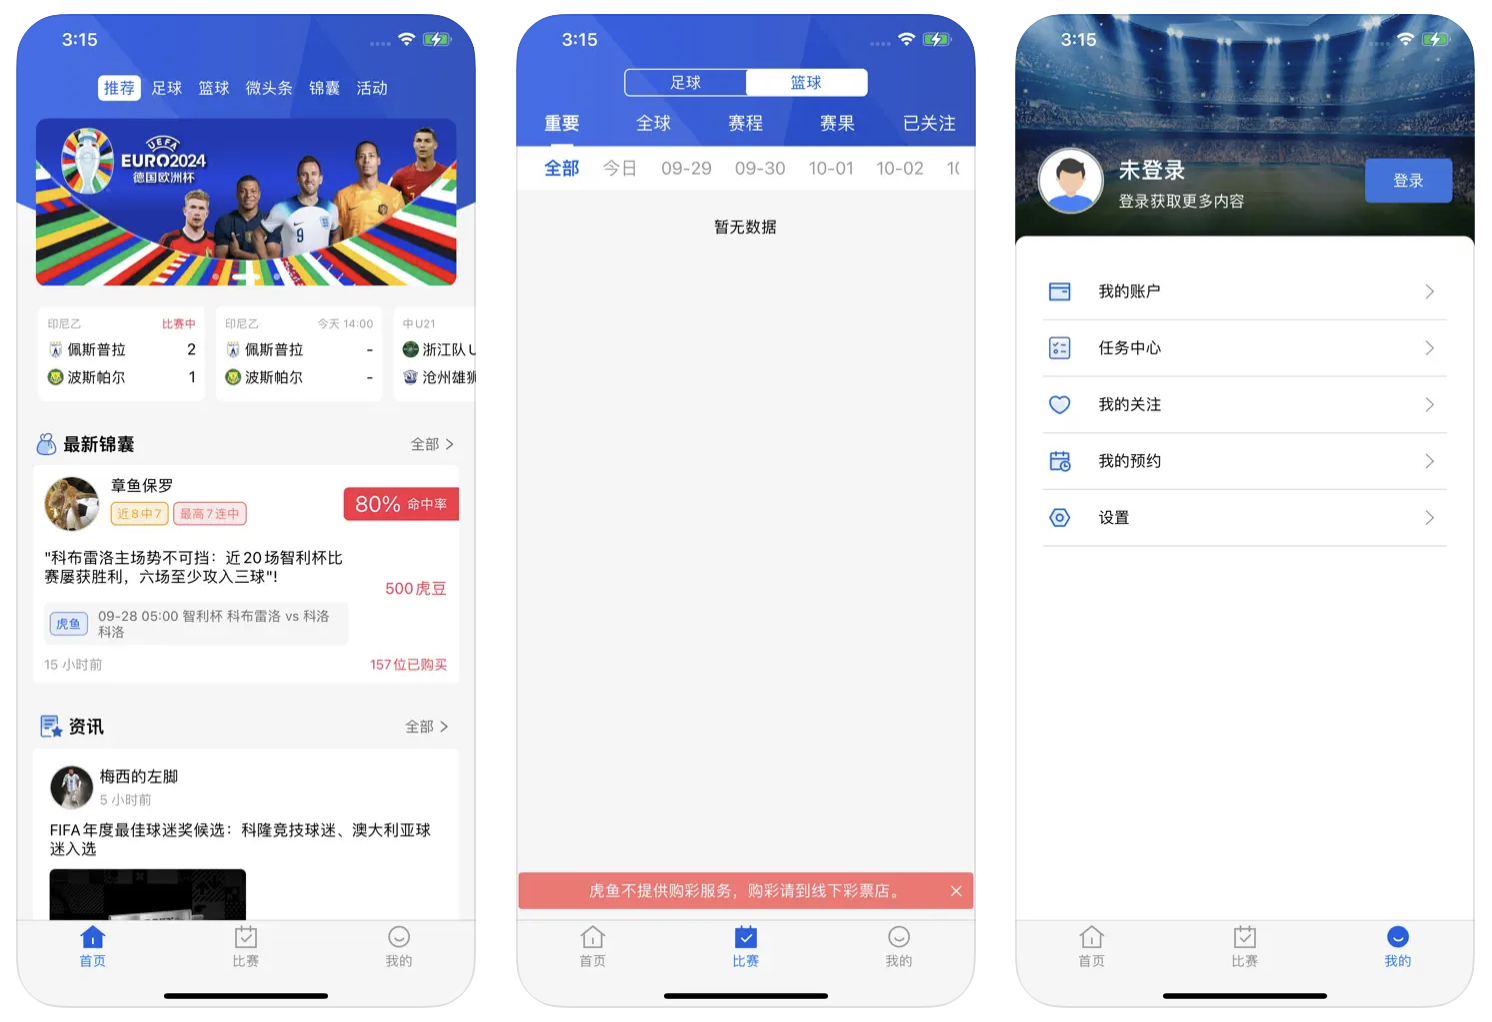 3:15
推荐 足球 篮球 微头条 锦囊 活动
UEFA
EURO2024
德国欧洲杯
9
印尼乙 比赛中
佩斯普拉 2
波斯帕尔 1
印尼乙 今天 14:00
佩斯普拉 -
波斯帕尔 -
中U21
浙江队U
沧州雄狮
最新锦囊 全部
章鱼保罗
近8中7 最高7连中
80% 命中率
"科布雷洛主场势不可挡：近20场智利杯比
赛屡获胜利，六场至少攻入三球"!
500虎豆
虎鱼
09-28 05:00 智利杯 科布雷洛 vs 科洛
科洛
15 小时前 157位已购买
资讯 全部
梅西的左脚
5 小时前
FIFA年度最佳球迷奖候选：科隆竞技球迷、澳大利亚球
迷入选
首页 比赛 我的
3:15
足球 篮球
重要 全球 赛程 赛果 已关注
全部 今日 09-29 09-30 10-01 10-02 10
暂无数据
虎鱼不提供购彩服务，购彩请到线下彩票店。
首页 比赛 我的
3:15
未登录
登录获取更多内容
登录
我的账户
任务中心
我的关注
我的预约
设置
首页 比赛 我的